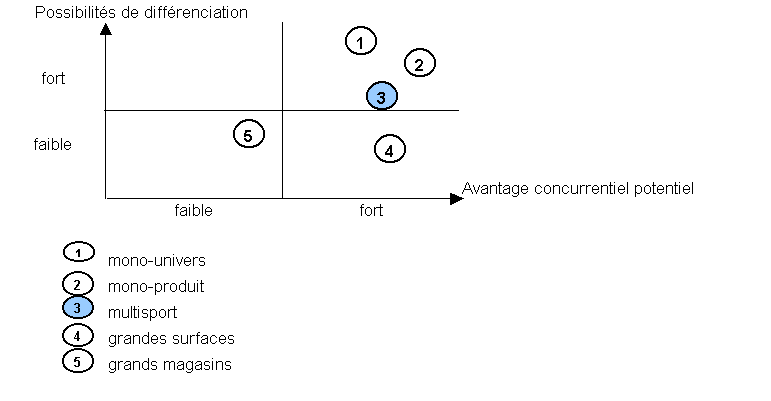 Possibilités de différenciation
1
2
fort
3
5
faible
4
Avantage concurrentiel potentiel
faible fort
1 mono-univers
2 mono-produit
3 multisport
4 grandes surfaces
5 grands magasins